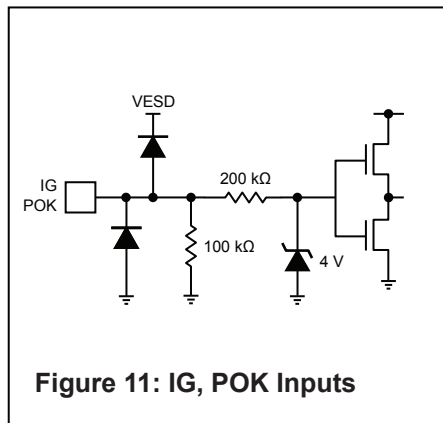 VESD
IG
POK
200 kΩ
100 kΩ
4 V
Figure 11: IG, POK Inputs